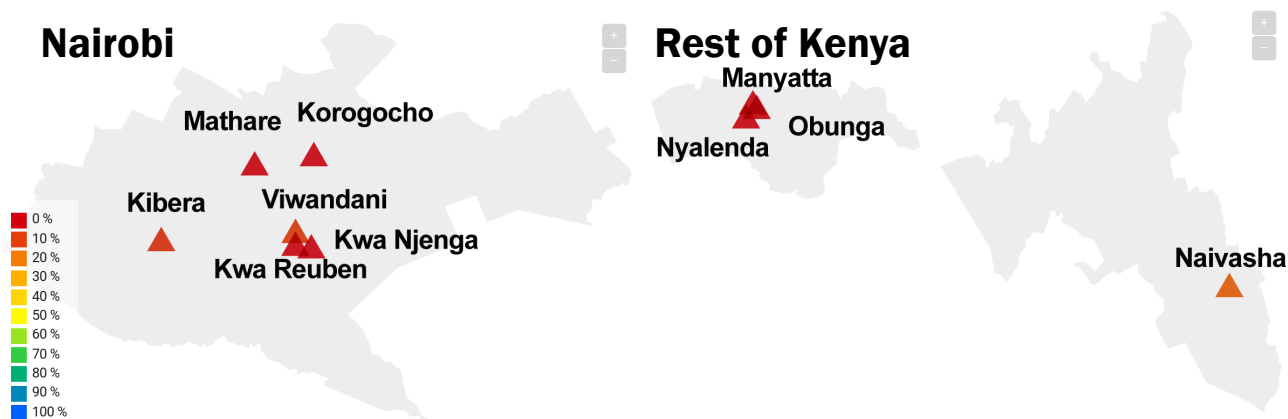 Nairobi
+
−
Mathare
Korogocho
Kibera
Viwandani
Kwa Njenga
Kwa Reuben
0 %
10 %
20 %
30 %
40 %
50 %
60 %
70 %
80 %
90 %
100 %
Rest of Kenya
+
−
Manyatta
Obunga
Nyalenda
Naivasha